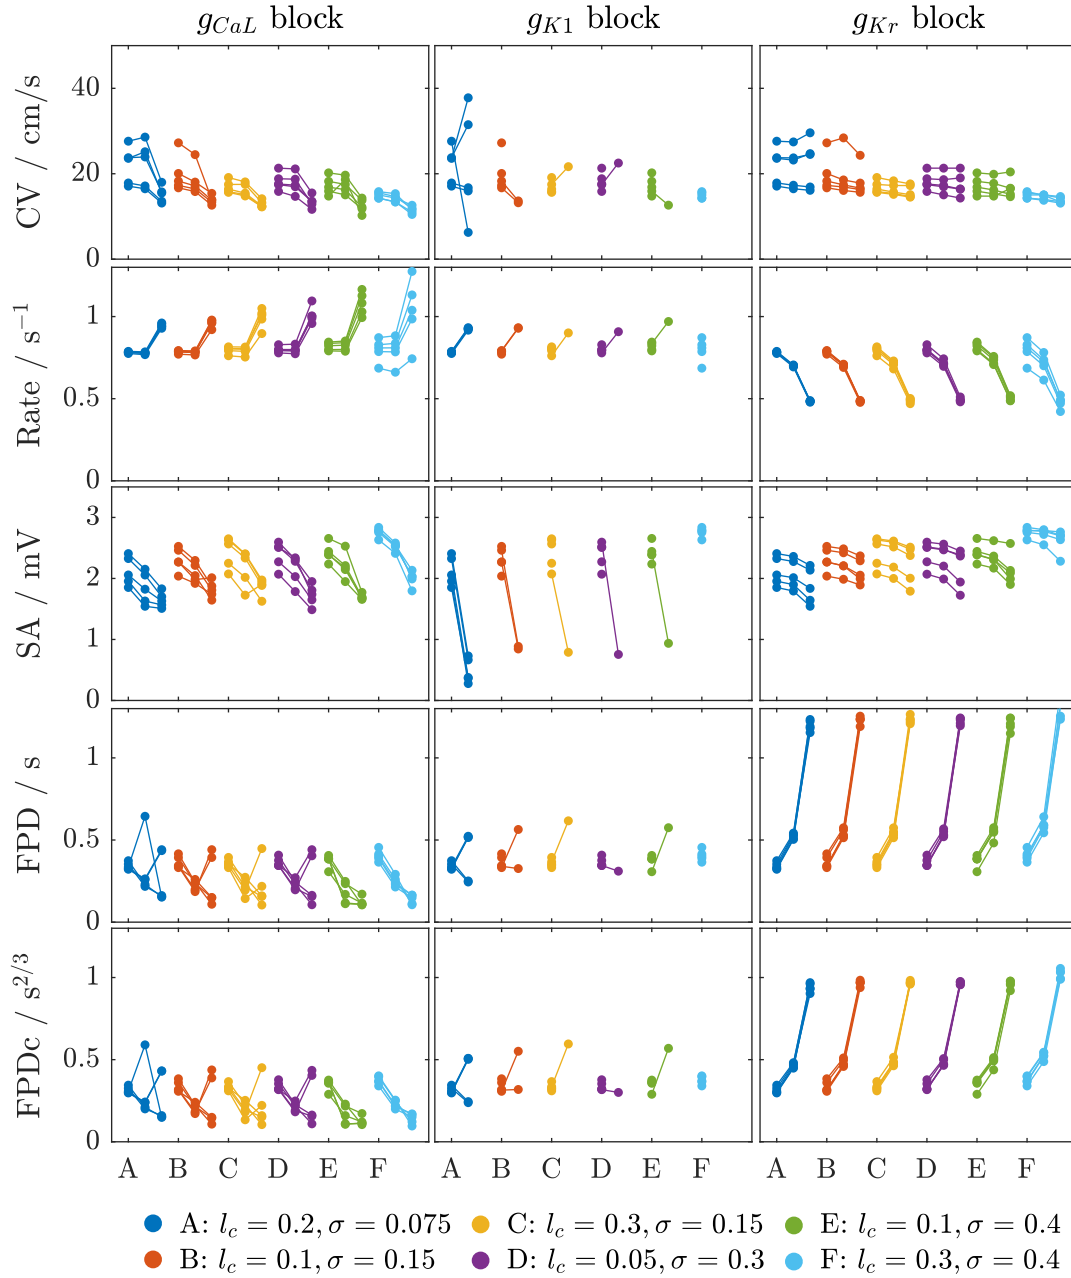 g_CaL block g_K1 block g_Kr block
CV / cm/s
40
20
0
Rate / s⁻¹
1
0.5
0
SA / mV
3
2
1
0
FPD / s
1
0.5
0
FPDc / s²ᐟ³
1
0.5
0
A B C D E F A B C D E F A B C D E F
A: l_c = 0.2, σ = 0.075 C: l_c = 0.3, σ = 0.15 E: l_c = 0.1, σ = 0.4
B: l_c = 0.1, σ = 0.15 D: l_c = 0.05, σ = 0.3 F: l_c = 0.3, σ = 0.4